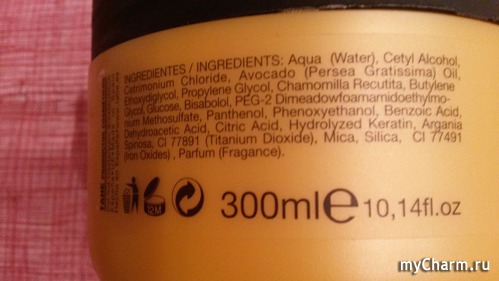 INGREDIENTES / INGREDIENTS: Aqua (Water), Cetyl Alcohol,
Cetrimonium Chloride, Avocado (Persea Gratissima) Oil,
Ethoxydiglycol, Propylene Glycol, Chamomilla Recutita, Butylene
Glycol, Glucose, Bisabolol, PEG-2 Dimeadowfoamamidoethylmo-
nium Methosulfate, Panthenol, Phenoxyethanol, Benzoic Acid,
Dehydroacetic Acid, Citric Acid, Hydrolyzed Keratin, Argania
Spinosa, CI 77891 (Titanium Dioxide), Mica, Silica, CI 77491
(Iron Oxides) , Parfum (Fragance).
12M
300ml e 10,14fl.oz
myCharm.ru